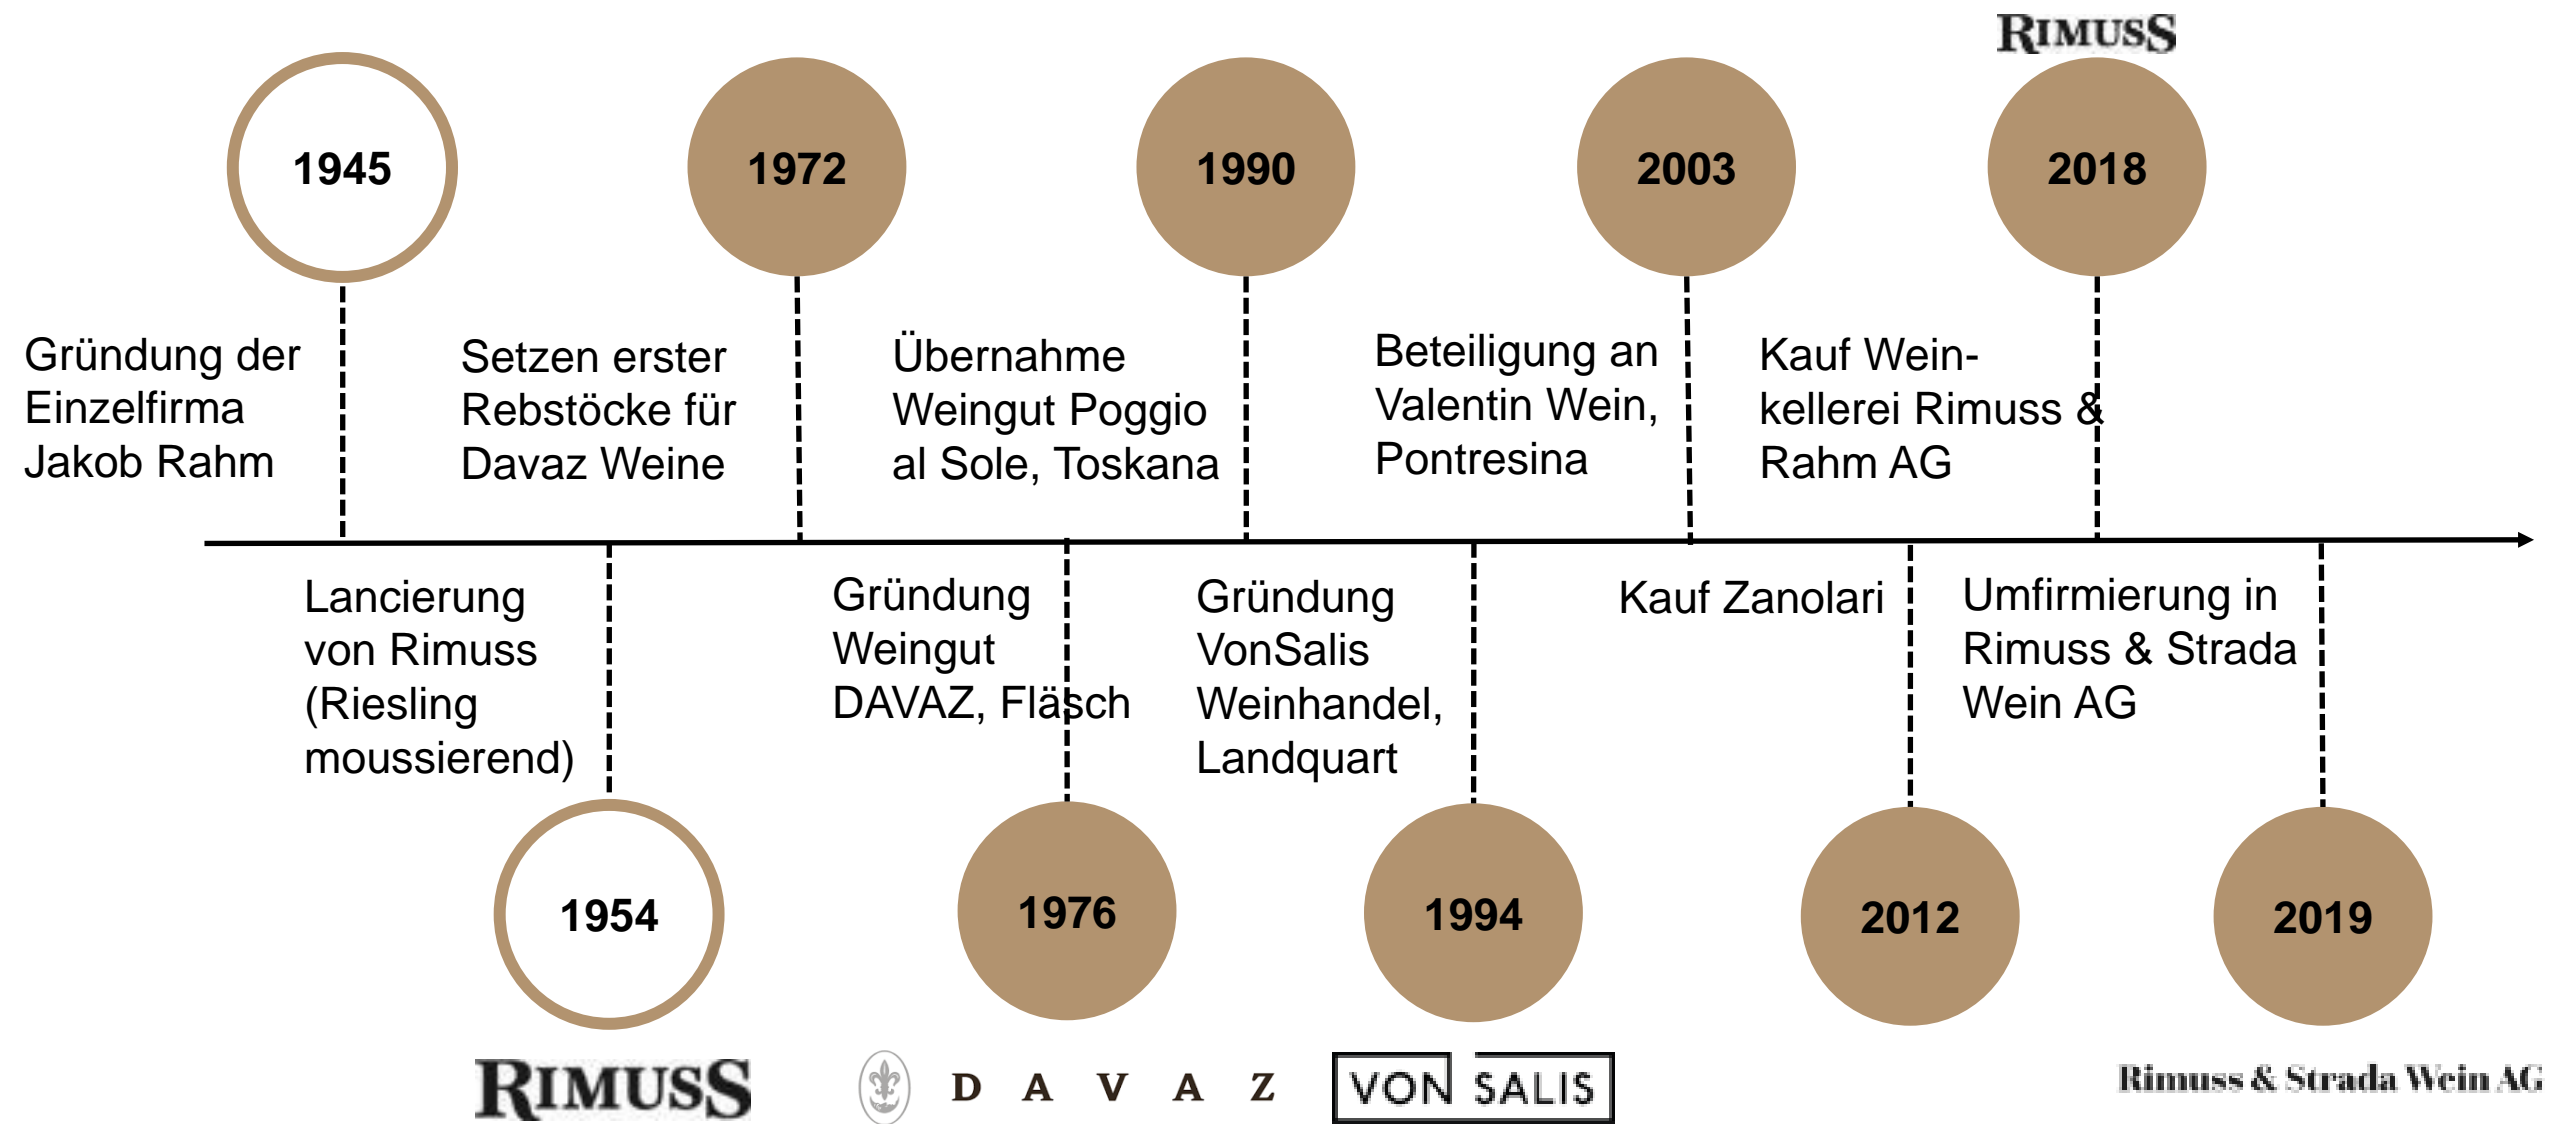 RIMUSS
1945
1972
1990
2003
2018
Gründung der
Einzelfirma
Jakob Rahm
Setzen erster
Rebstöcke für
Davaz Weine
Übernahme
Weingut Poggio
al Sole, Toskana
Beteiligung an
Valentin Wein,
Pontresina
Kauf Wein-
kellerei Rimuss &
Rahm AG
Lancierung
von Rimuss
(Riesling
moussierend)
Gründung
Weingut
DAVAZ, Fläsch
Gründung
VonSalis
Weinhandel,
Landquart
Kauf Zanolari
Umfirmierung in
Rimuss & Strada
Wein AG
1954
1976
1994
2012
2019
RIMUSS
DAVAZ
VON SALIS
Rimuss & Strada Wein AG